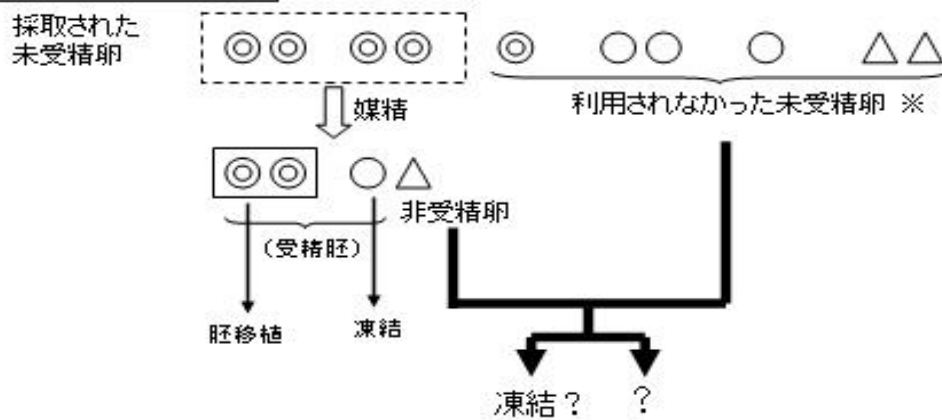 採取された
未受精卵
利用されなかった未受精卵 ※
媒精
非受精卵
(受精胚)
胚移植
凍結
凍結?
?